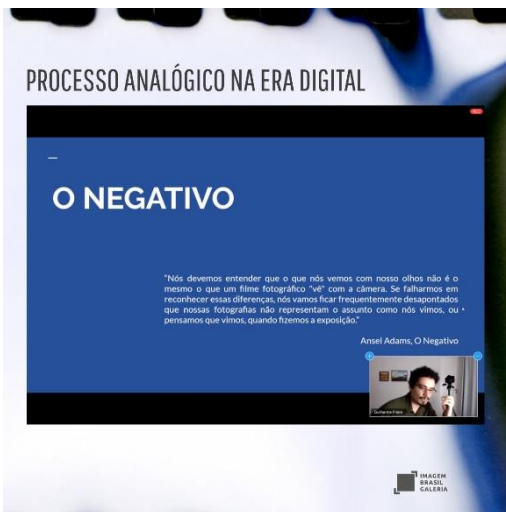 PROCESSO ANALÓGICO NA ERA DIGITAL
O NEGATIVO
"Nós devemos entender que o que nós vemos com nosso olhos não é o
mesmo o que um filme fotográfico "vê" com a câmera. Se falharmos em
reconhecer essas diferenças, nós vamos ficar frequentemente desapontados
que nossas fotografias não representam o assunto como nós vimos, ou
pensamos que vimos, quando fizemos a exposição."
Ansel Adams, O Negativo
Guilherme
IMAGEM
BRASIL
GALERIA